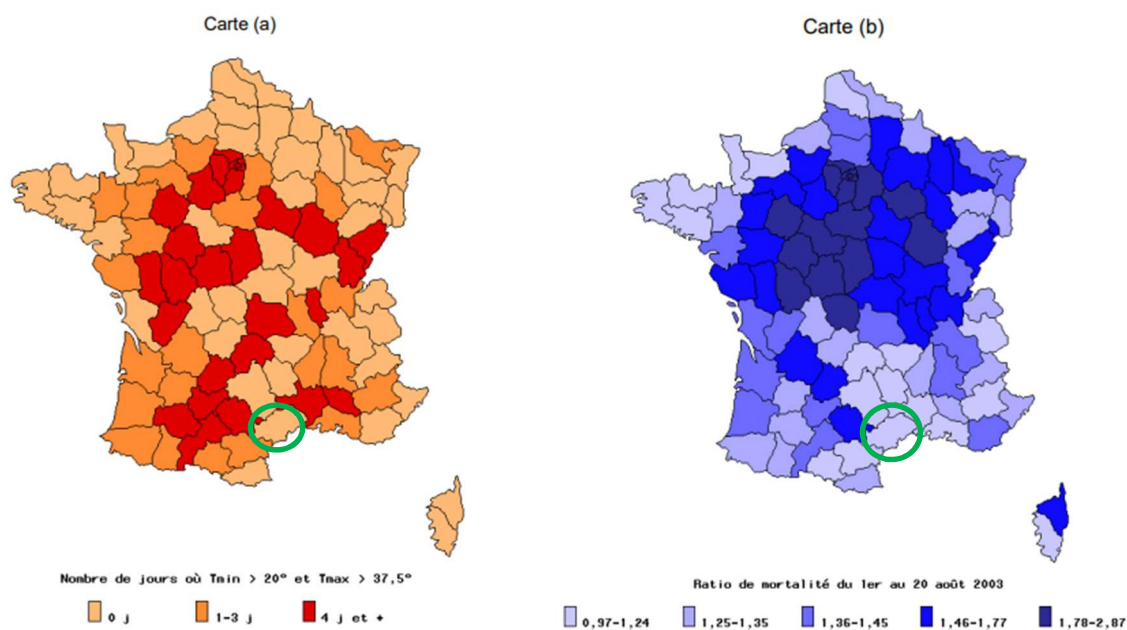 Carte (a)
Carte (b)
Nombre de jours où Tmin > 20° et Tmax > 37,5°
0 j
1-3 j
4 j et +
Ratio de mortalité du 1er au 20 août 2003
0,97-1,24
1,25-1,35
1,36-1,45
1,46-1,77
1,78-2,87